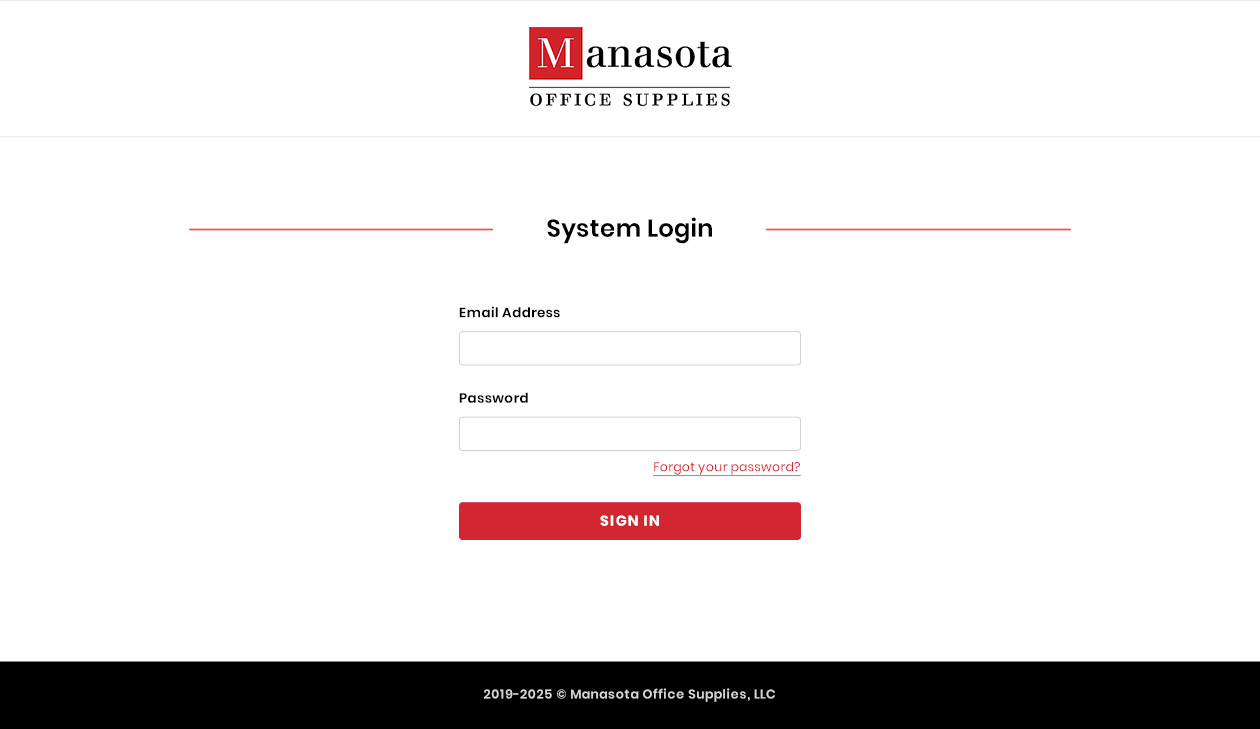 Manasota
OFFICE SUPPLIES
System Login
Email Address
Password
Forgot your password?
SIGN IN
2019-2025 © Manasota Office Supplies, LLC